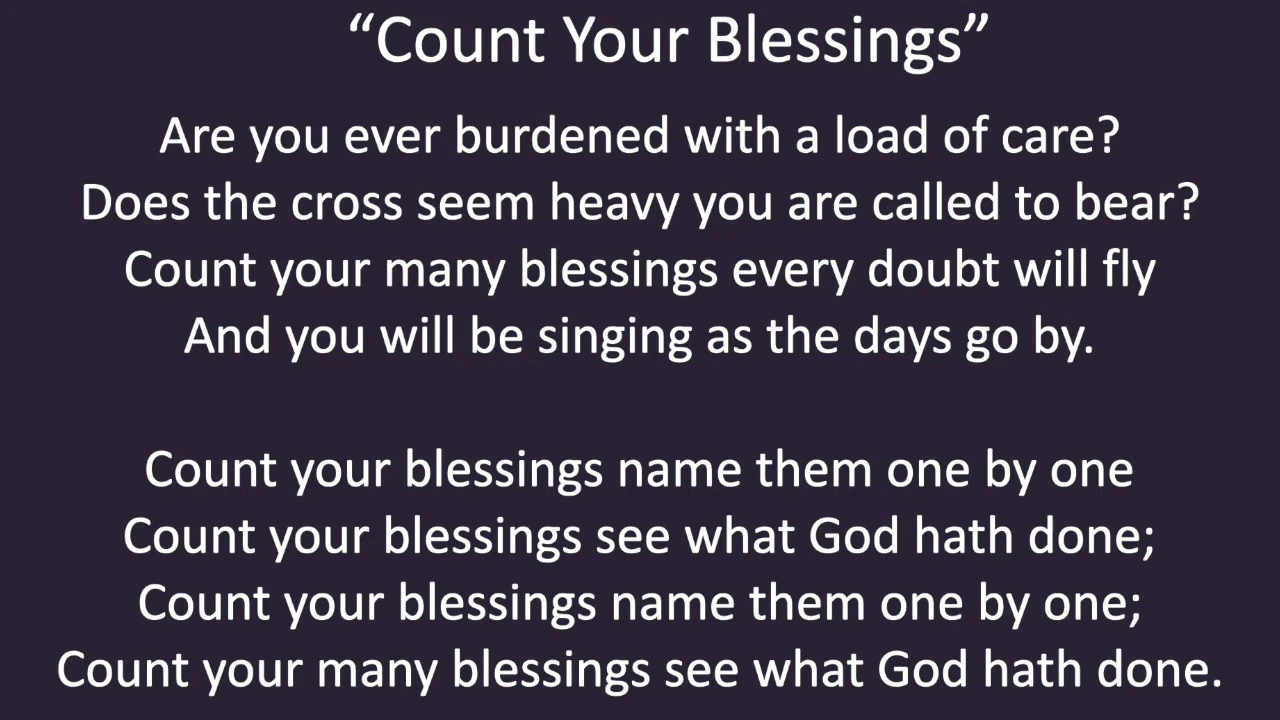 “Count Your Blessings”
Are you ever burdened with a load of care?
Does the cross seem heavy you are called to bear?
Count your many blessings every doubt will fly
And you will be singing as the days go by.
Count your blessings name them one by one
Count your blessings see what God hath done;
Count your blessings name them one by one;
Count your many blessings see what God hath done.